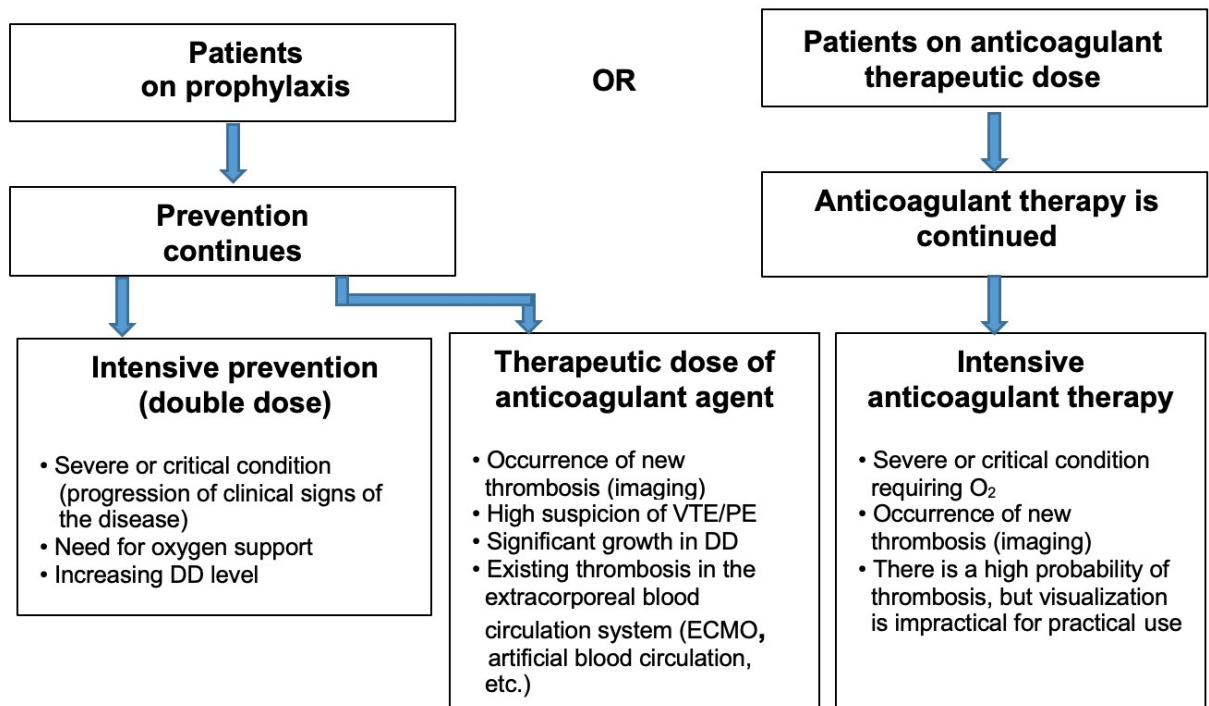 Patients
on prophylaxis
OR
Patients on anticoagulant
therapeutic dose
Prevention
continues
Anticoagulant therapy is
continued
Intensive prevention
(double dose)
• Severe or critical condition
(progression of clinical signs of
the disease)
• Need for oxygen support
• Increasing DD level
Therapeutic dose of
anticoagulant agent
• Occurrence of new
thrombosis (imaging)
• High suspicion of VTE/PE
• Significant growth in DD
• Existing thrombosis in the
extracorporeal blood
circulation system (ECMO,
artificial blood circulation,
etc.)
Intensive
anticoagulant therapy
• Severe or critical condition
requiring O₂
• Occurrence of new
thrombosis (imaging)
• There is a high probability of
thrombosis, but visualization
is impractical for practical use